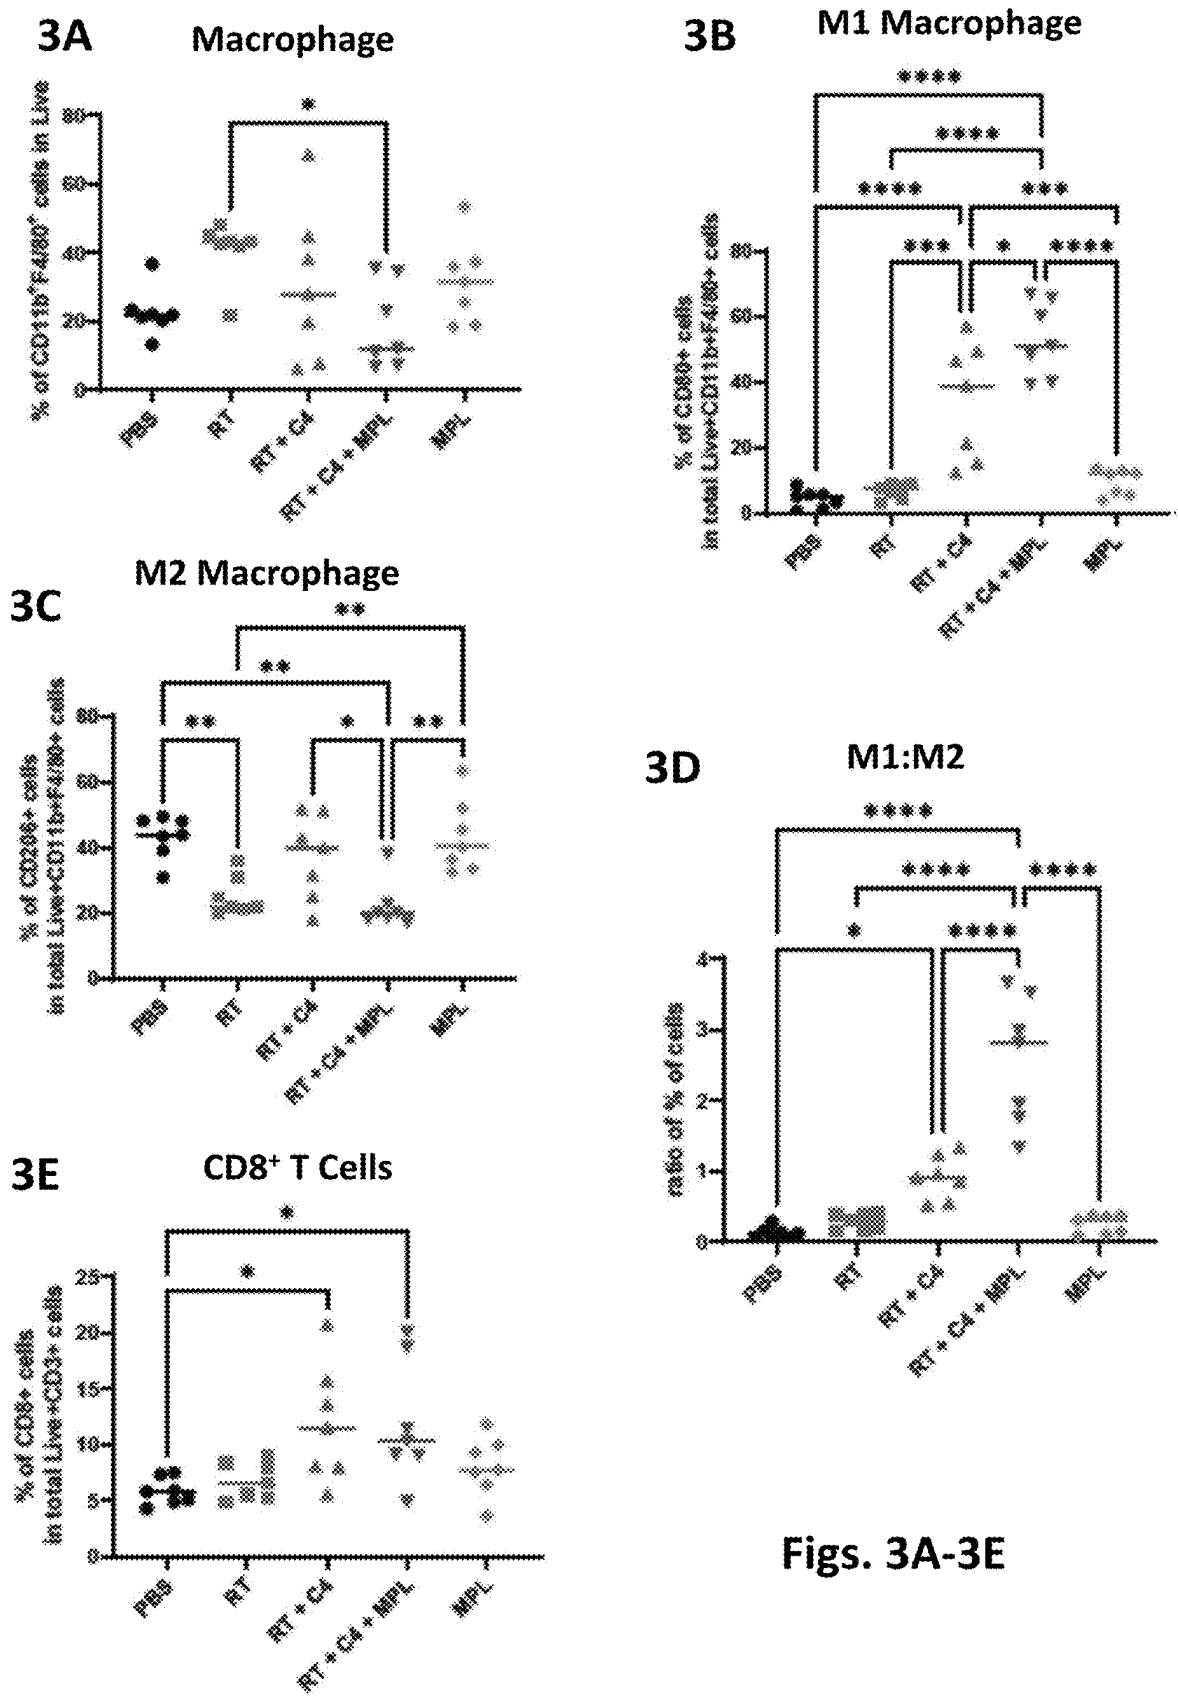 3A
Macrophage
% of CD11b⁺F4/80⁺ cells in Live
*
80
60
40
20
0
PBS
RT
RT + C4
RT + C4 + MPL
MPL
3B
M1 Macrophage
% of CD80+ cells
in total Live+CD11b+F4/80+ cells
****
****
**** ***
*** * ****
80
60
40
20
0
PBS
RT
RT + C4
RT + C4 + MPL
MPL
3C
M2 Macrophage
% of CD206+ cells
in total Live+CD11b+F4/80+ cells
**
**
** * **
80
60
40
20
0
PBS
RT
RT + C4
RT + C4 + MPL
MPL
3D
M1:M2
ratio of % of cells
****
**** ****
* ****
4
3
2
1
0
PBS
RT
RT + C4
RT + C4 + MPL
MPL
3E
CD8⁺ T Cells
% of CD8+ cells
in total Live+CD3+ cells
*
*
25
20
15
10
5
0
PBS
RT
RT + C4
RT + C4 + MPL
MPL
Figs. 3A-3E